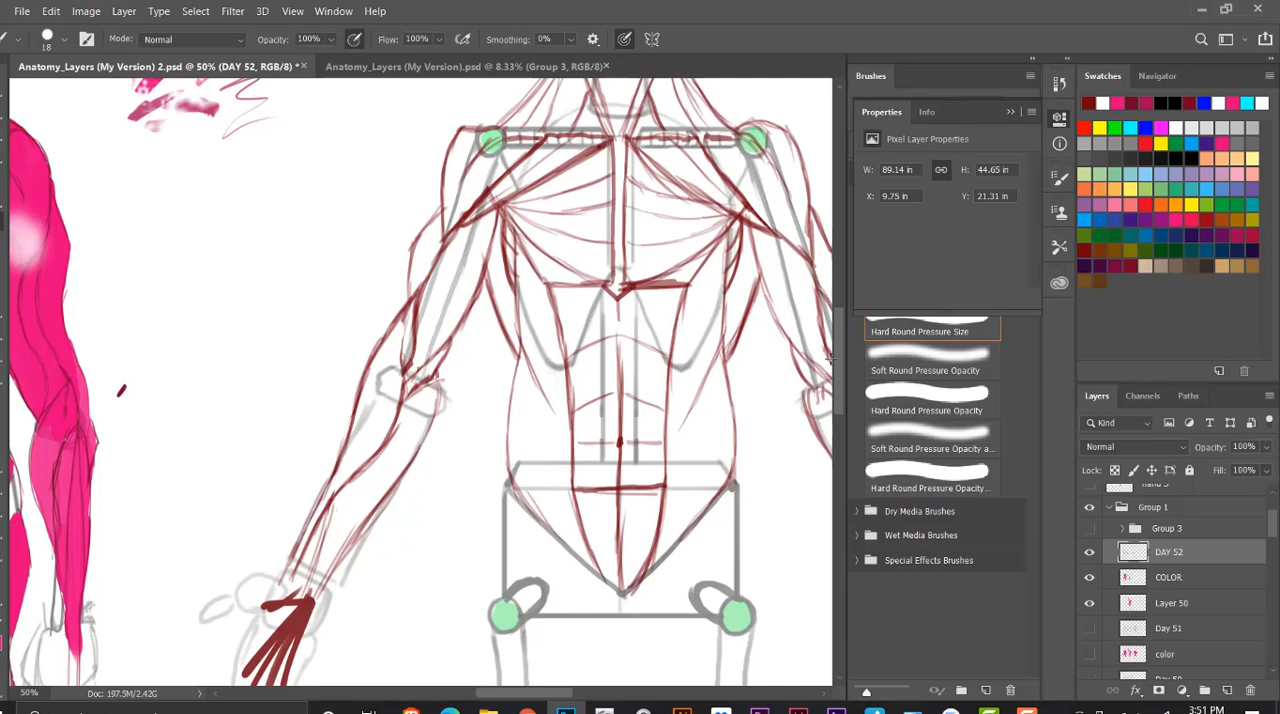 File Edit Image Layer Type Select Filter 3D View Window Help
18 Mode: Normal Opacity: 100% Flow: 100% Smoothing: 0%
Anatomy_Layers (My Version) 2.psd @ 50% (DAY 52, RGB/8) * × Anatomy_Layers (My Version).psd @ 8.33% (Group 3, RGB/8) ×
Brushes
Properties Info
Pixel Layer Properties
W: 89.14 in H: 44.65 in
X: 9.75 in Y: 21.31 in
Hard Round Pressure Size
Soft Round Pressure Opacity
Hard Round Pressure Opacity
Soft Round Pressure Opacity a...
Hard Round Pressure Opacity...
Dry Media Brushes
Wet Media Brushes
Special Effects Brushes
Swatches Navigator
Layers Channels Paths
Kind
Normal Opacity: 100%
Lock: Fill: 100%
hand 5
Group 1
Group 3
DAY 52
COLOR
Layer 50
Day 51
color
50% Doc: 197.5M/2.42G
3:51 PM